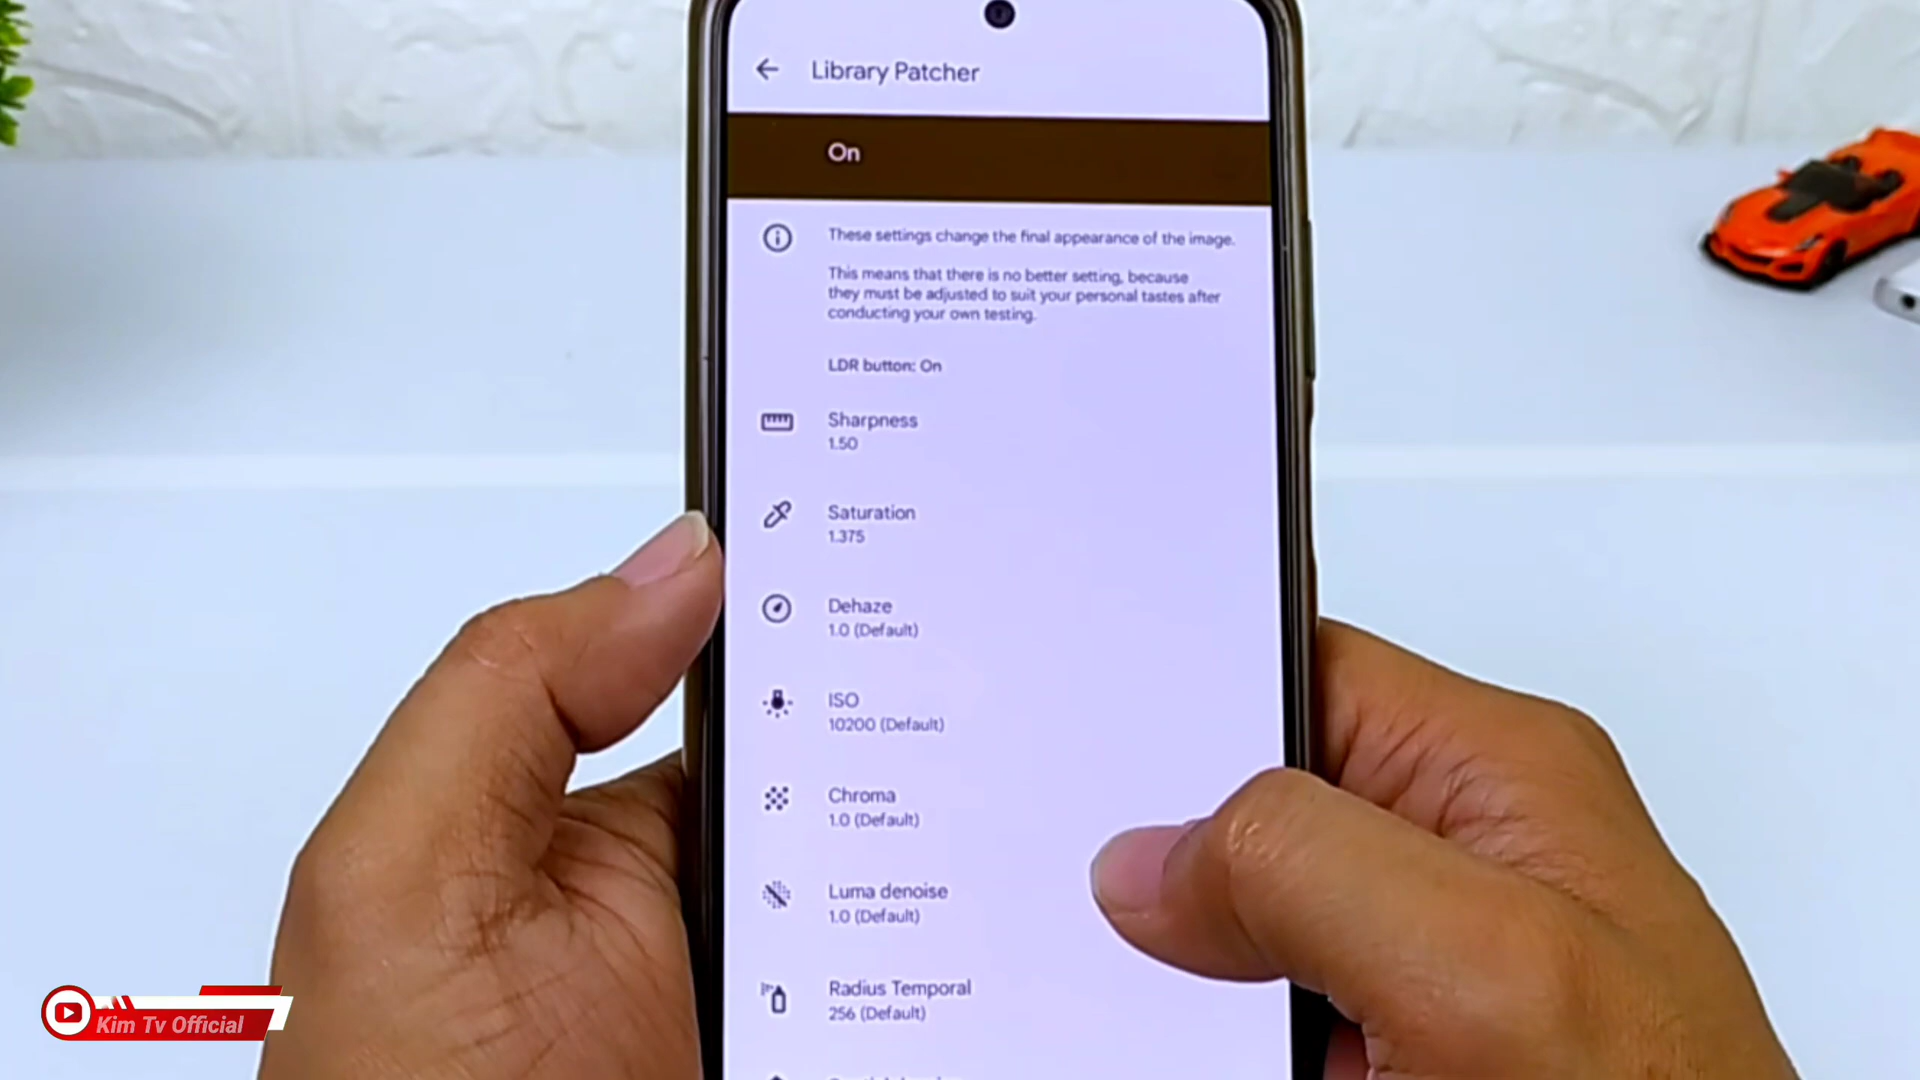 Library Patcher
On
These settings change the final appearance of the image.
This means that there is no better setting, because
they must be adjusted to suit your personal tastes after
conducting your own testing.
LDR button: On
Sharpness
1.50
Saturation
1.375
Dehaze
1.0 (Default)
ISO
10200 (Default)
Chroma
1.0 (Default)
Luma denoise
1.0 (Default)
Radius Temporal
256 (Default)
Kim Tv Official